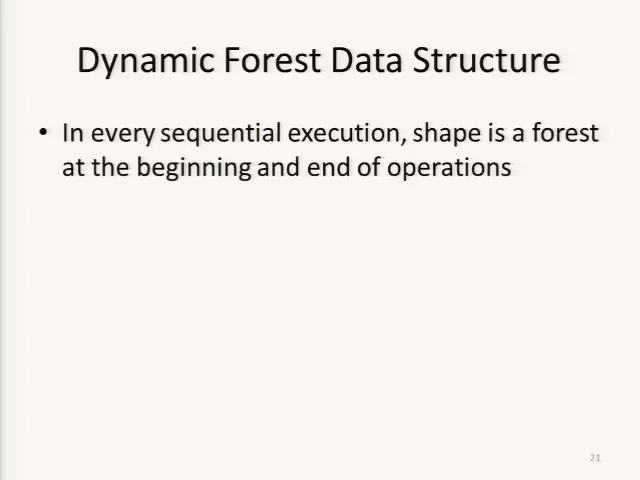 Dynamic Forest Data Structure
• In every sequential execution, shape is a forest
at the beginning and end of operations
21